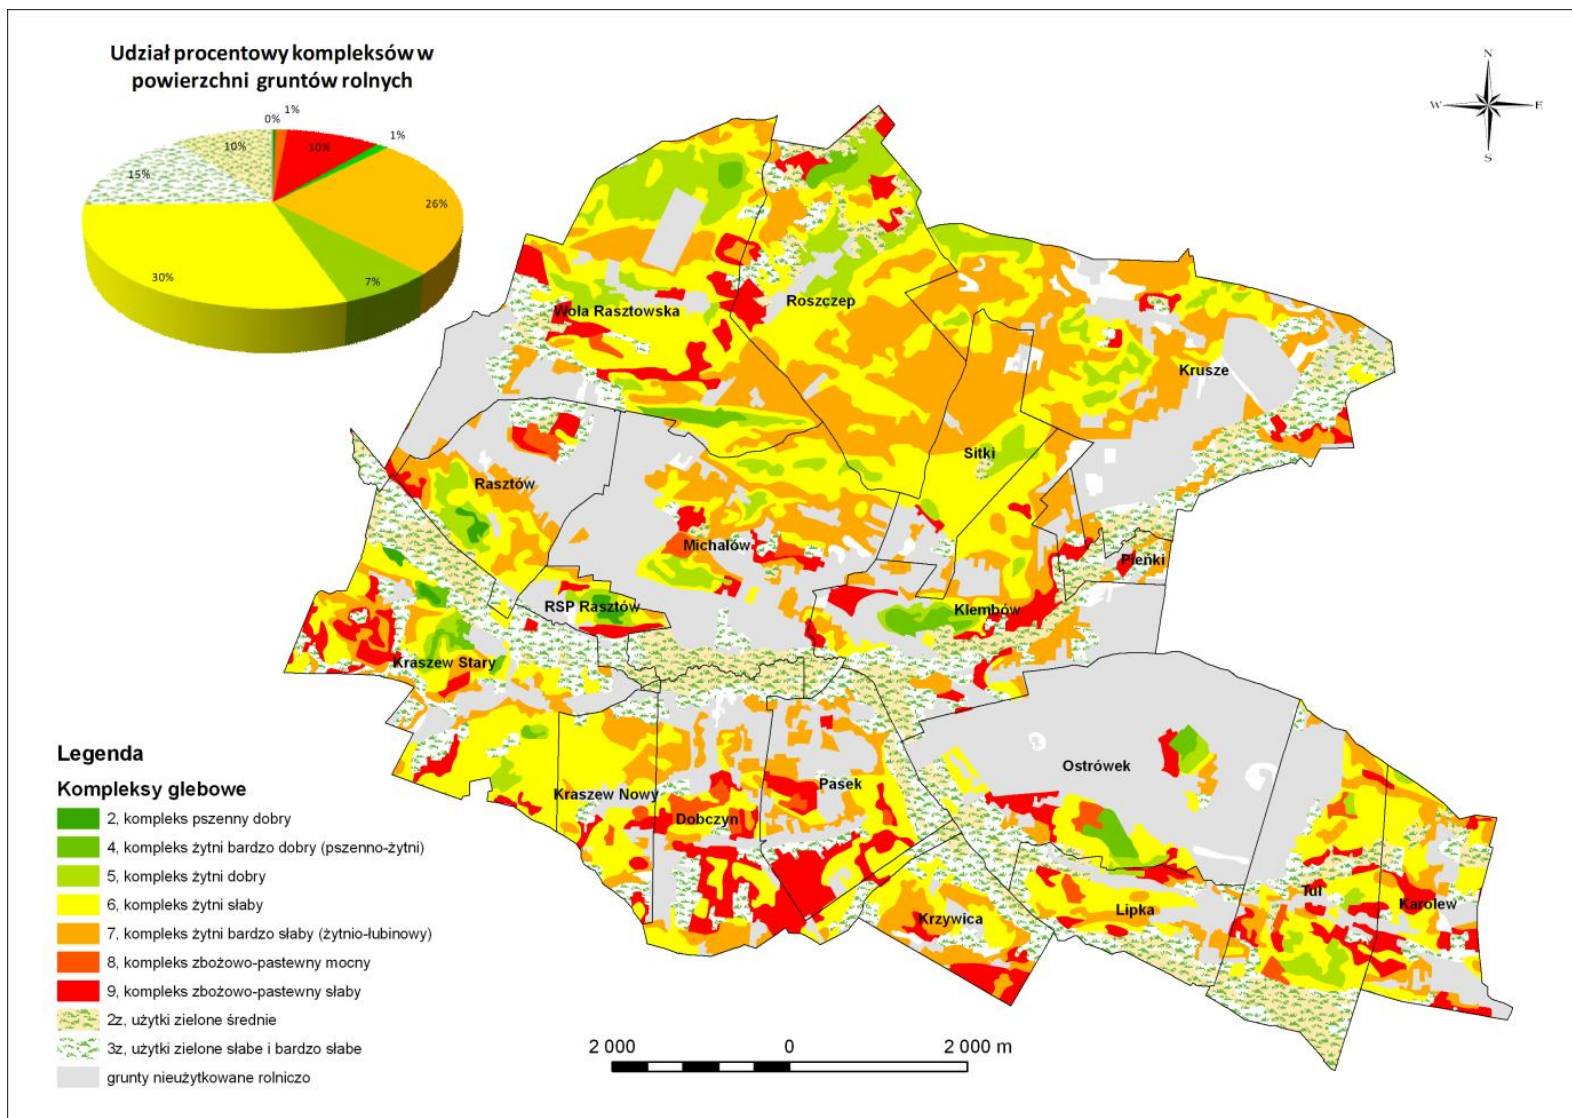 Udział procentowy kompleksów w
powierzchni gruntów rolnych
0%
1%
10%
1%
26%
7%
30%
15%
10%
N
W
E
S
Wola Rasztowska
Roszczep
Krusze
Sitki
Rasztów
Michałów
Pieńki
RSP Rasztów
Klembów
Kraszew Stary
Ostrówek
Kraszew Nowy
Pasek
Dobczyn
Tuł
Karolew
Lipka
Krzywica
Legenda
Kompleksy glebowe
2, kompleks pszenny dobry
4, kompleks żytni bardzo dobry (pszenno-żytni)
5, kompleks żytni dobry
6, kompleks żytni słaby
7, kompleks żytni bardzo słaby (żytnio-łubinowy)
8, kompleks zbożowo-pastewny mocny
9, kompleks zbożowo-pastewny słaby
2z, użytki zielone średnie
3z, użytki zielone słabe i bardzo słabe
grunty nieużytkowane rolniczo
2 000 0 2 000 m